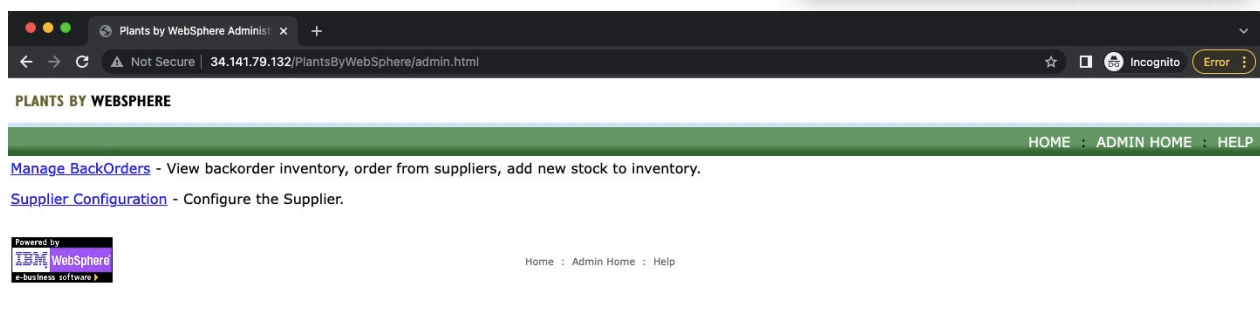 Plants by WebSphere Administ
Not Secure | 34.141.79.132/PlantsByWebSphere/admin.html
Incognito
Error
PLANTS BY WEBSPHERE
HOME : ADMIN HOME : HELP
Manage BackOrders - View backorder inventory, order from suppliers, add new stock to inventory.
Supplier Configuration - Configure the Supplier.
Powered by
IBM WebSphere
e-business software
Home : Admin Home : Help